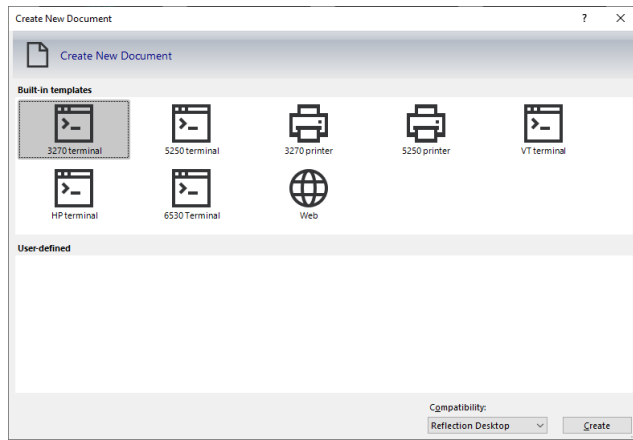 Create New Document
Create New Document
Built-in templates
3270 terminal 5250 terminal 3270 printer 5250 printer VT terminal
HP terminal 6530 Terminal Web
User-defined
Compatibility:
Reflection Desktop Create